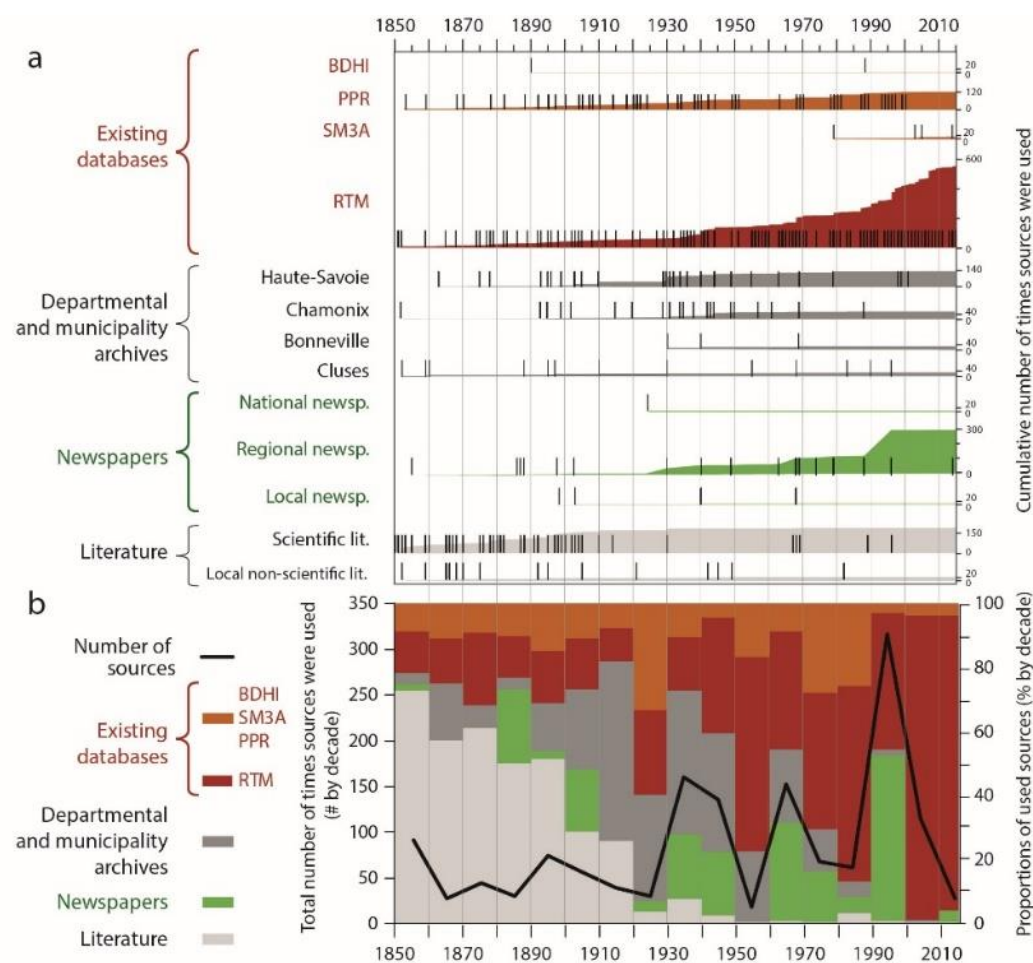 1850 1870 1890 1910 1930 1950 1970 1990 2010
a
BDHI
20
0
PPR
120
0
Existing
databases
SM3A
20
0
RTM
600
0
Cumulative number of times sources were used
Departmental
and municipality
archives
Haute-Savoie
140
0
Chamonix
40
0
Bonneville
40
0
Cluses
40
0
Newspapers
National newsp.
20
0
Regional newsp.
300
0
Local newsp.
20
0
Literature
Scientific lit.
150
0
Local non-scientific lit.
20
0
b
Number of
sources
Existing
databases
BDHI
SM3A
PPR
RTM
Departmental
and municipality
archives
Newspapers
Literature
Total number of times sources were used
(# by decade)
350
300
250
200
150
100
50
0
100
80
60
40
20
0
Proportions of used sources (% by decade)
1850 1870 1890 1910 1930 1950 1970 1990 2010